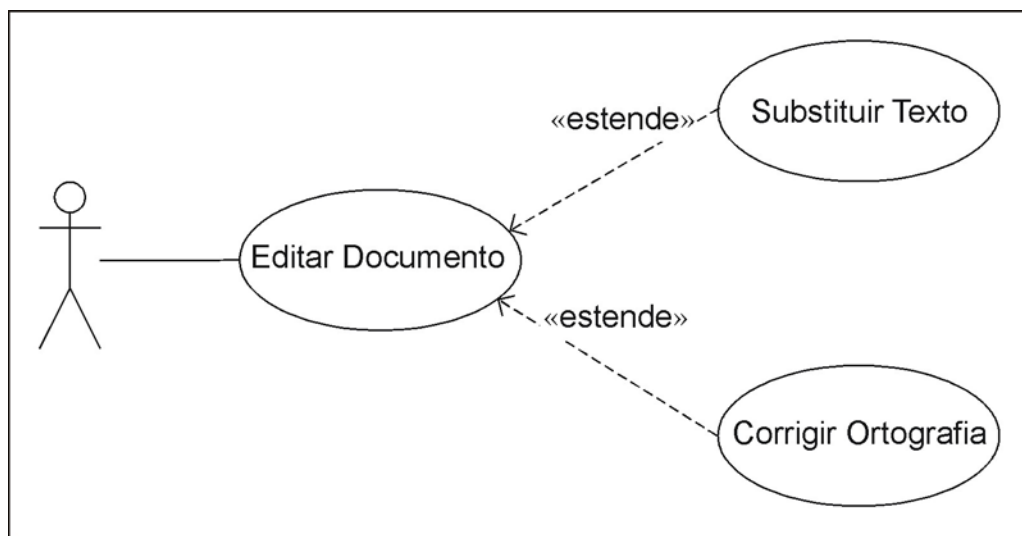 Substituir Texto
«estende»
Editar Documento
«estende»
Corrigir Ortografia